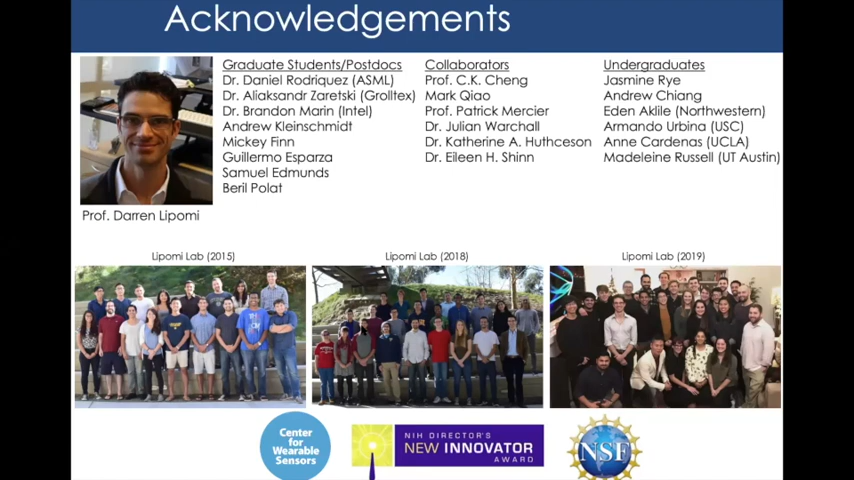 Acknowledgements
Graduate Students/Postdocs
Dr. Daniel Rodriquez (ASML)
Dr. Aliaksandr Zaretski (Grolltex)
Dr. Brandon Marin (Intel)
Andrew Kleinschmidt
Mickey Finn
Guillermo Esparza
Samuel Edmunds
Beril Polat
Collaborators
Prof. C.K. Cheng
Mark Qiao
Prof. Patrick Mercier
Dr. Julian Warchall
Dr. Katherine A. Huthceson
Dr. Eileen H. Shinn
Undergraduates
Jasmine Rye
Andrew Chiang
Eden Aklile (Northwestern)
Armando Urbina (USC)
Anne Cardenas (UCLA)
Madeleine Russell (UT Austin)
Prof. Darren Lipomi
Lipomi Lab (2015)
Lipomi Lab (2018)
Lipomi Lab (2019)
Center
for
Wearable
Sensors
NIH DIRECTOR'S
NEW INNOVATOR
AWARD
NSF